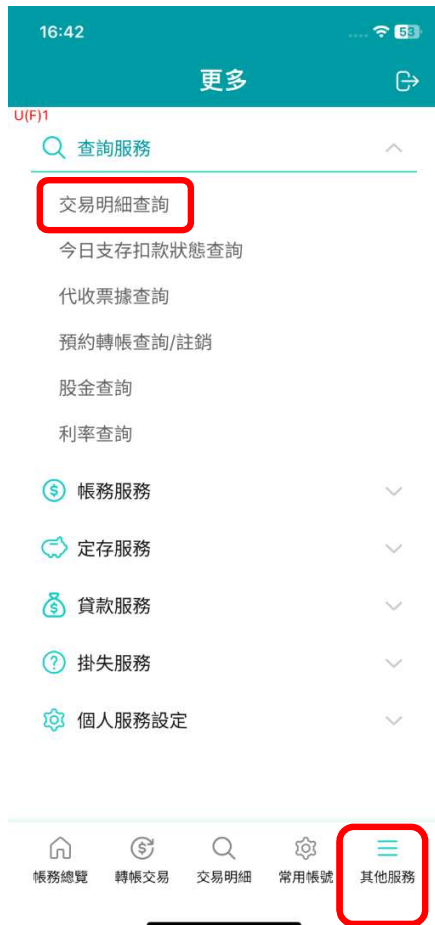 16:42
53
更多
U(F)1
查詢服務
交易明細查詢
今日支存扣款狀態查詢
代收票據查詢
預約轉帳查詢/註銷
股金查詢
利率查詢
帳務服務
定存服務
貸款服務
掛失服務
個人服務設定
帳務總覽 轉帳交易 交易明細 常用帳號 其他服務